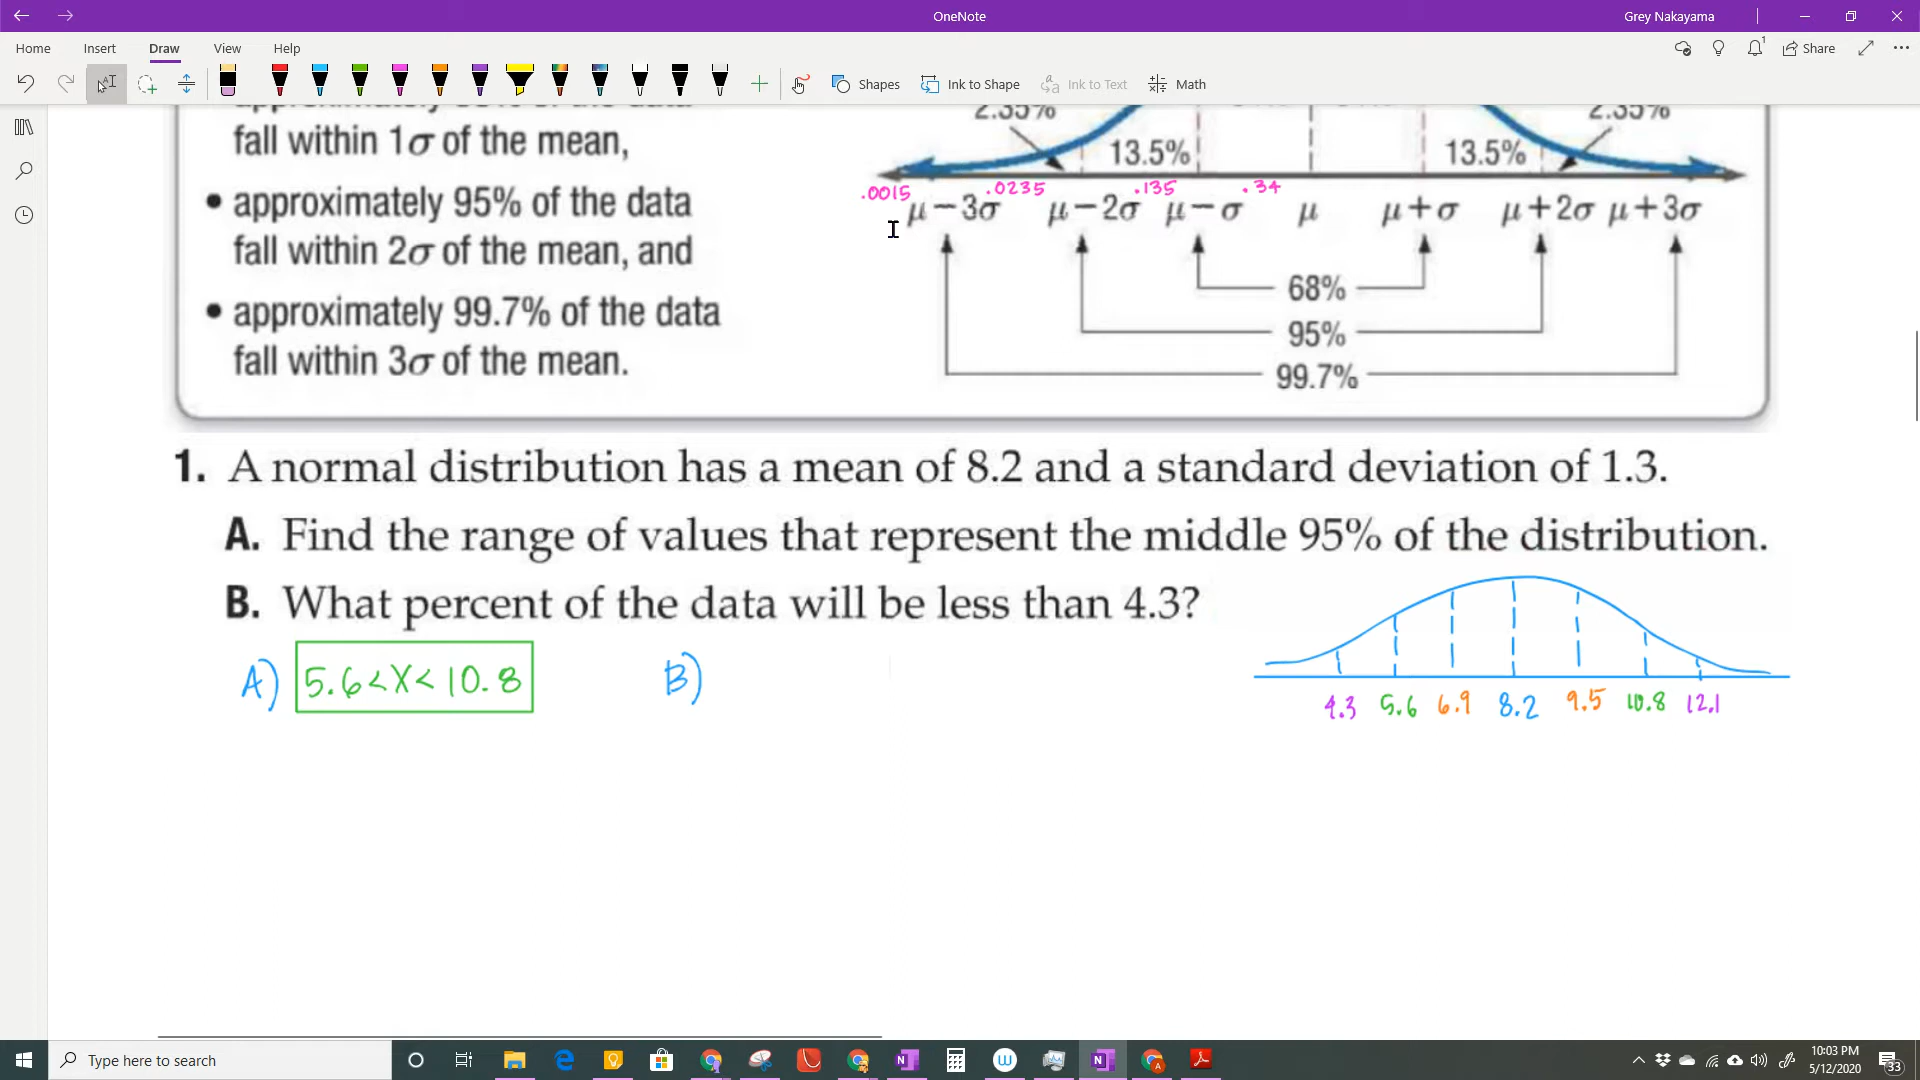 OneNote
Grey Nakayama
Home Insert Draw View Help
Share
Shapes
Ink to Shape
Ink to Text
Math
fall within 1σ of the mean,
• approximately 95% of the data
fall within 2σ of the mean, and
• approximately 99.7% of the data
fall within 3σ of the mean.
2.35% 2.35%
13.5% 13.5%
.0015 .0235 .135 .34
μ−3σ μ−2σ μ−σ μ μ+σ μ+2σ μ+3σ
68%
95%
99.7%
1. A normal distribution has a mean of 8.2 and a standard deviation of 1.3.
A. Find the range of values that represent the middle 95% of the distribution.
B. What percent of the data will be less than 4.3?
A) 5.6<X<10.8 B)
4.3 5.6 6.9 8.2 9.5 10.8 12.1
Type here to search
10:03 PM
5/12/2020
33